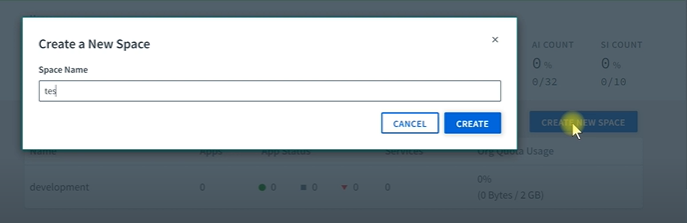 Create a New Space ×
Space Name
tes
CANCEL CREATE
AI COUNT SI COUNT
0 % 0 %
0/32 0/10
CREATE NEW SPACE
Name Apps App Status Services Org Quota Usage
development 0 0 0 0 0 0%
(0 Bytes / 2 GB)